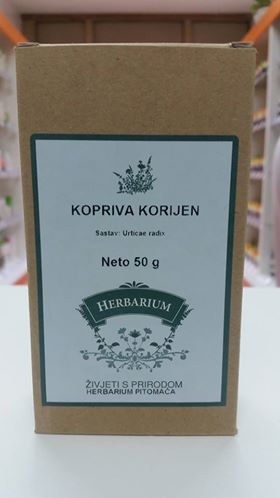 KOPRIVA KORIJEN
Sastav: Urticae radix
Neto 50 g
HERBARIUM
ŽIVJETI S PRIRODOM
HERBARIUM PITOMAČA